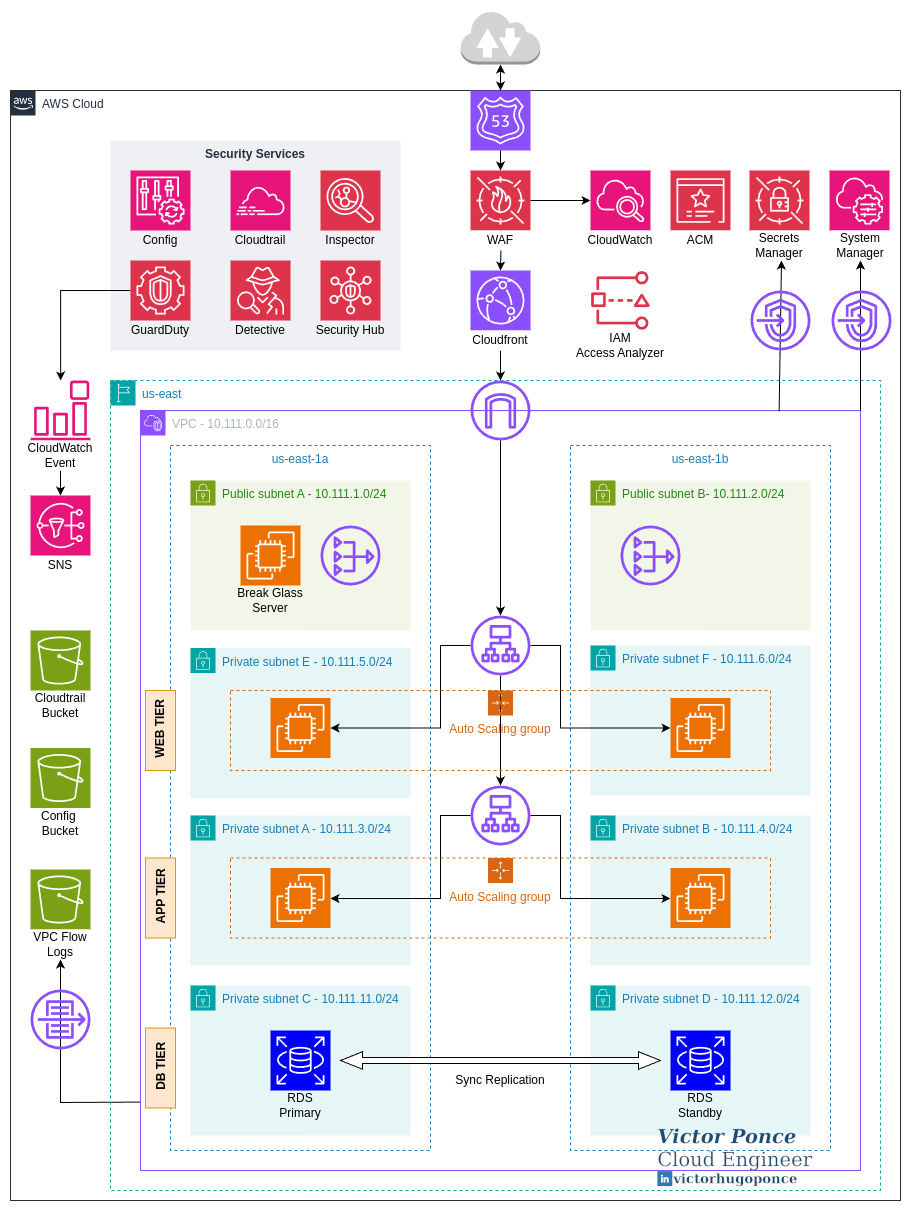 aws
AWS Cloud
53
Security Services
Config
Cloudtrail
Inspector
GuardDuty
Detective
Security Hub
WAF
CloudWatch
ACM
Secrets
Manager
System
Manager
Cloudfront
IAM
Access Analyzer
CloudWatch
Event
SNS
Cloudtrail
Bucket
Config
Bucket
VPC Flow
Logs
us-east
VPC - 10.111.0.0/16
us-east-1a
us-east-1b
Public subnet A - 10.111.1.0/24
Public subnet B- 10.111.2.0/24
Break Glass
Server
Private subnet E - 10.111.5.0/24
Private subnet F - 10.111.6.0/24
WEB TIER
Auto Scaling group
Private subnet A - 10.111.3.0/24
Private subnet B - 10.111.4.0/24
APP TIER
Auto Scaling group
Private subnet C - 10.111.11.0/24
Private subnet D - 10.111.12.0/24
DB TIER
RDS
Primary
Sync Replication
RDS
Standby
Victor Ponce
Cloud Engineer
in victorhugoponce